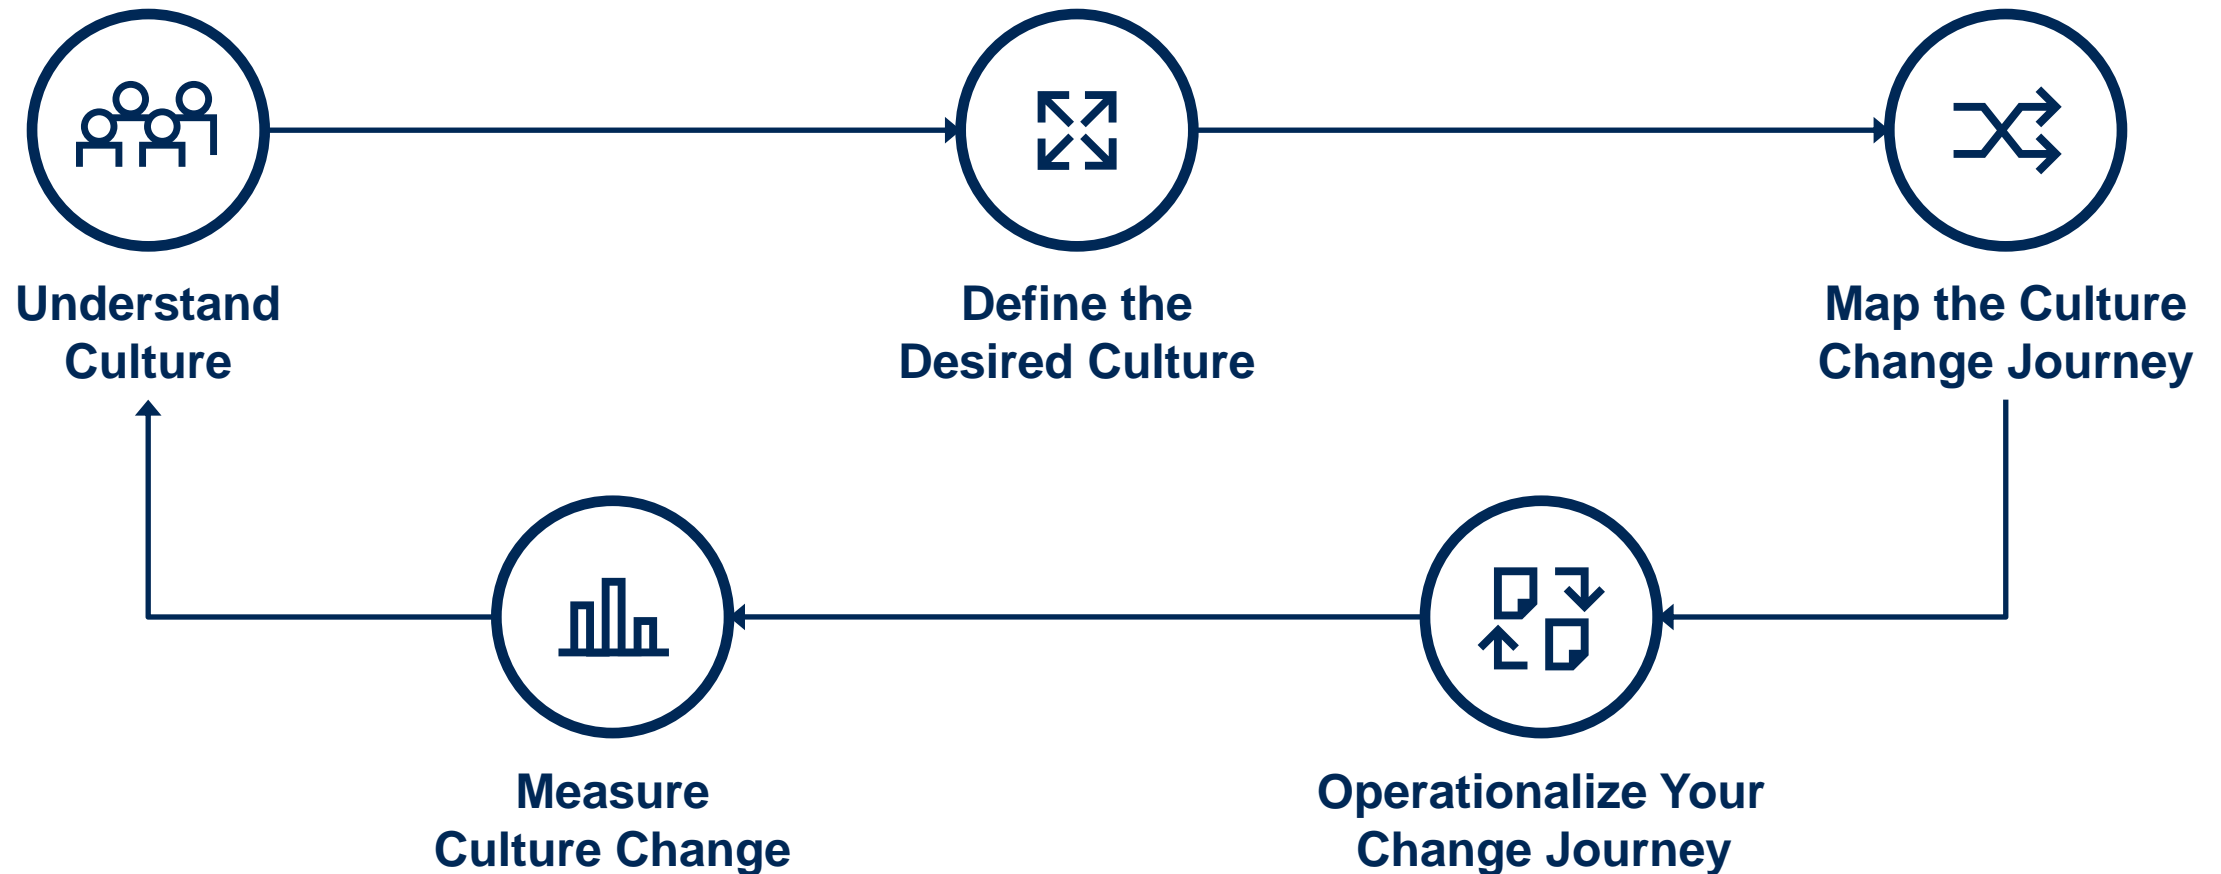 Understand
Culture
Define the
Desired Culture
Map the Culture
Change Journey
Measure
Culture Change
Operationalize Your
Change Journey